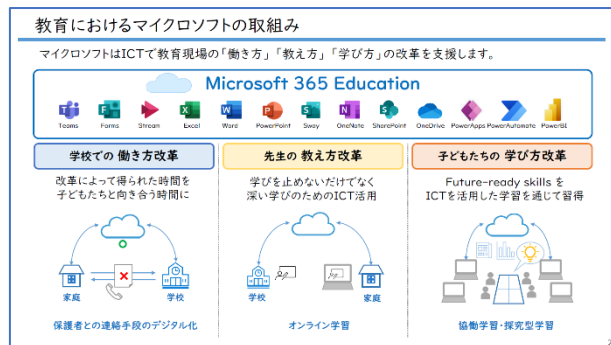 教育におけるマイクロソフトの取組み
マイクロソフトはICTで教育現場の「働き方」「教え方」「学び方」の改革を支援します。
Microsoft 365 Education
Teams Forms Stream Excel Word PowerPoint Sway OneNote SharePoint OneDrive PowerApps PowerAutomate PowerBI
学校での 働き方改革
改革によって得られた時間を
子どもたちと向き合う時間に
家庭 学校
保護者との連絡手段のデジタル化
先生の 教え方改革
学びを止めないだけでなく
深い学びのためのICT活用
学校 家庭
オンライン学習
子どもたちの 学び方改革
Future-ready skills を
ICTを活用した学習を通じて習得
協働学習・探究型学習
2